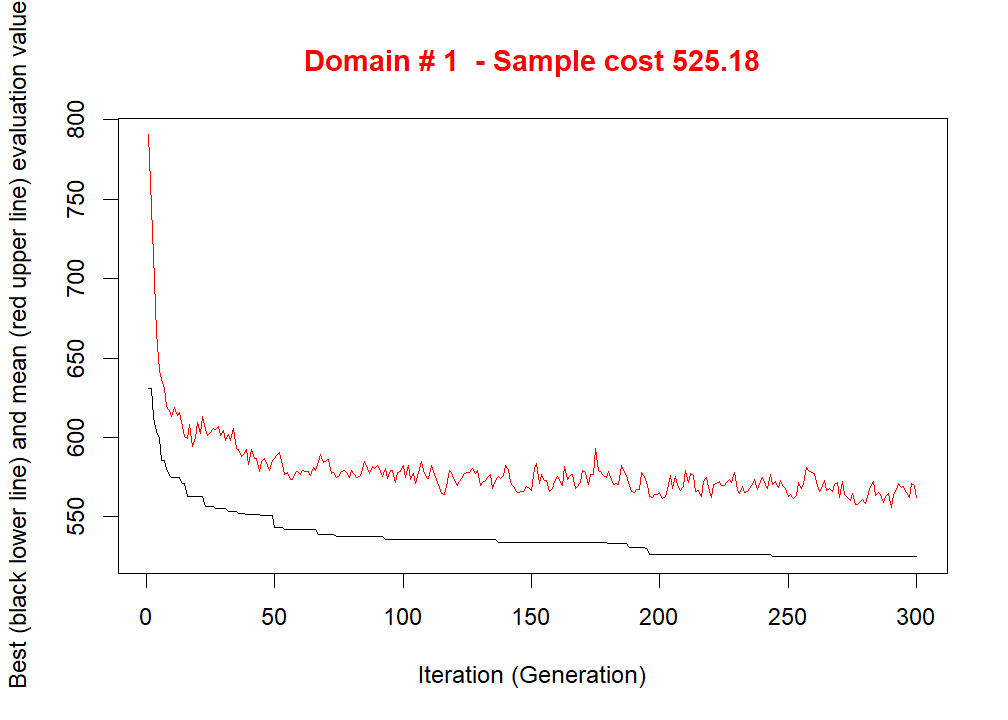 Domain # 1  - Sample cost 525.18
Best (black lower line) and mean (red upper line) evaluation value
800
750
700
650
600
550
0 50 100 150 200 250 300
Iteration (Generation)